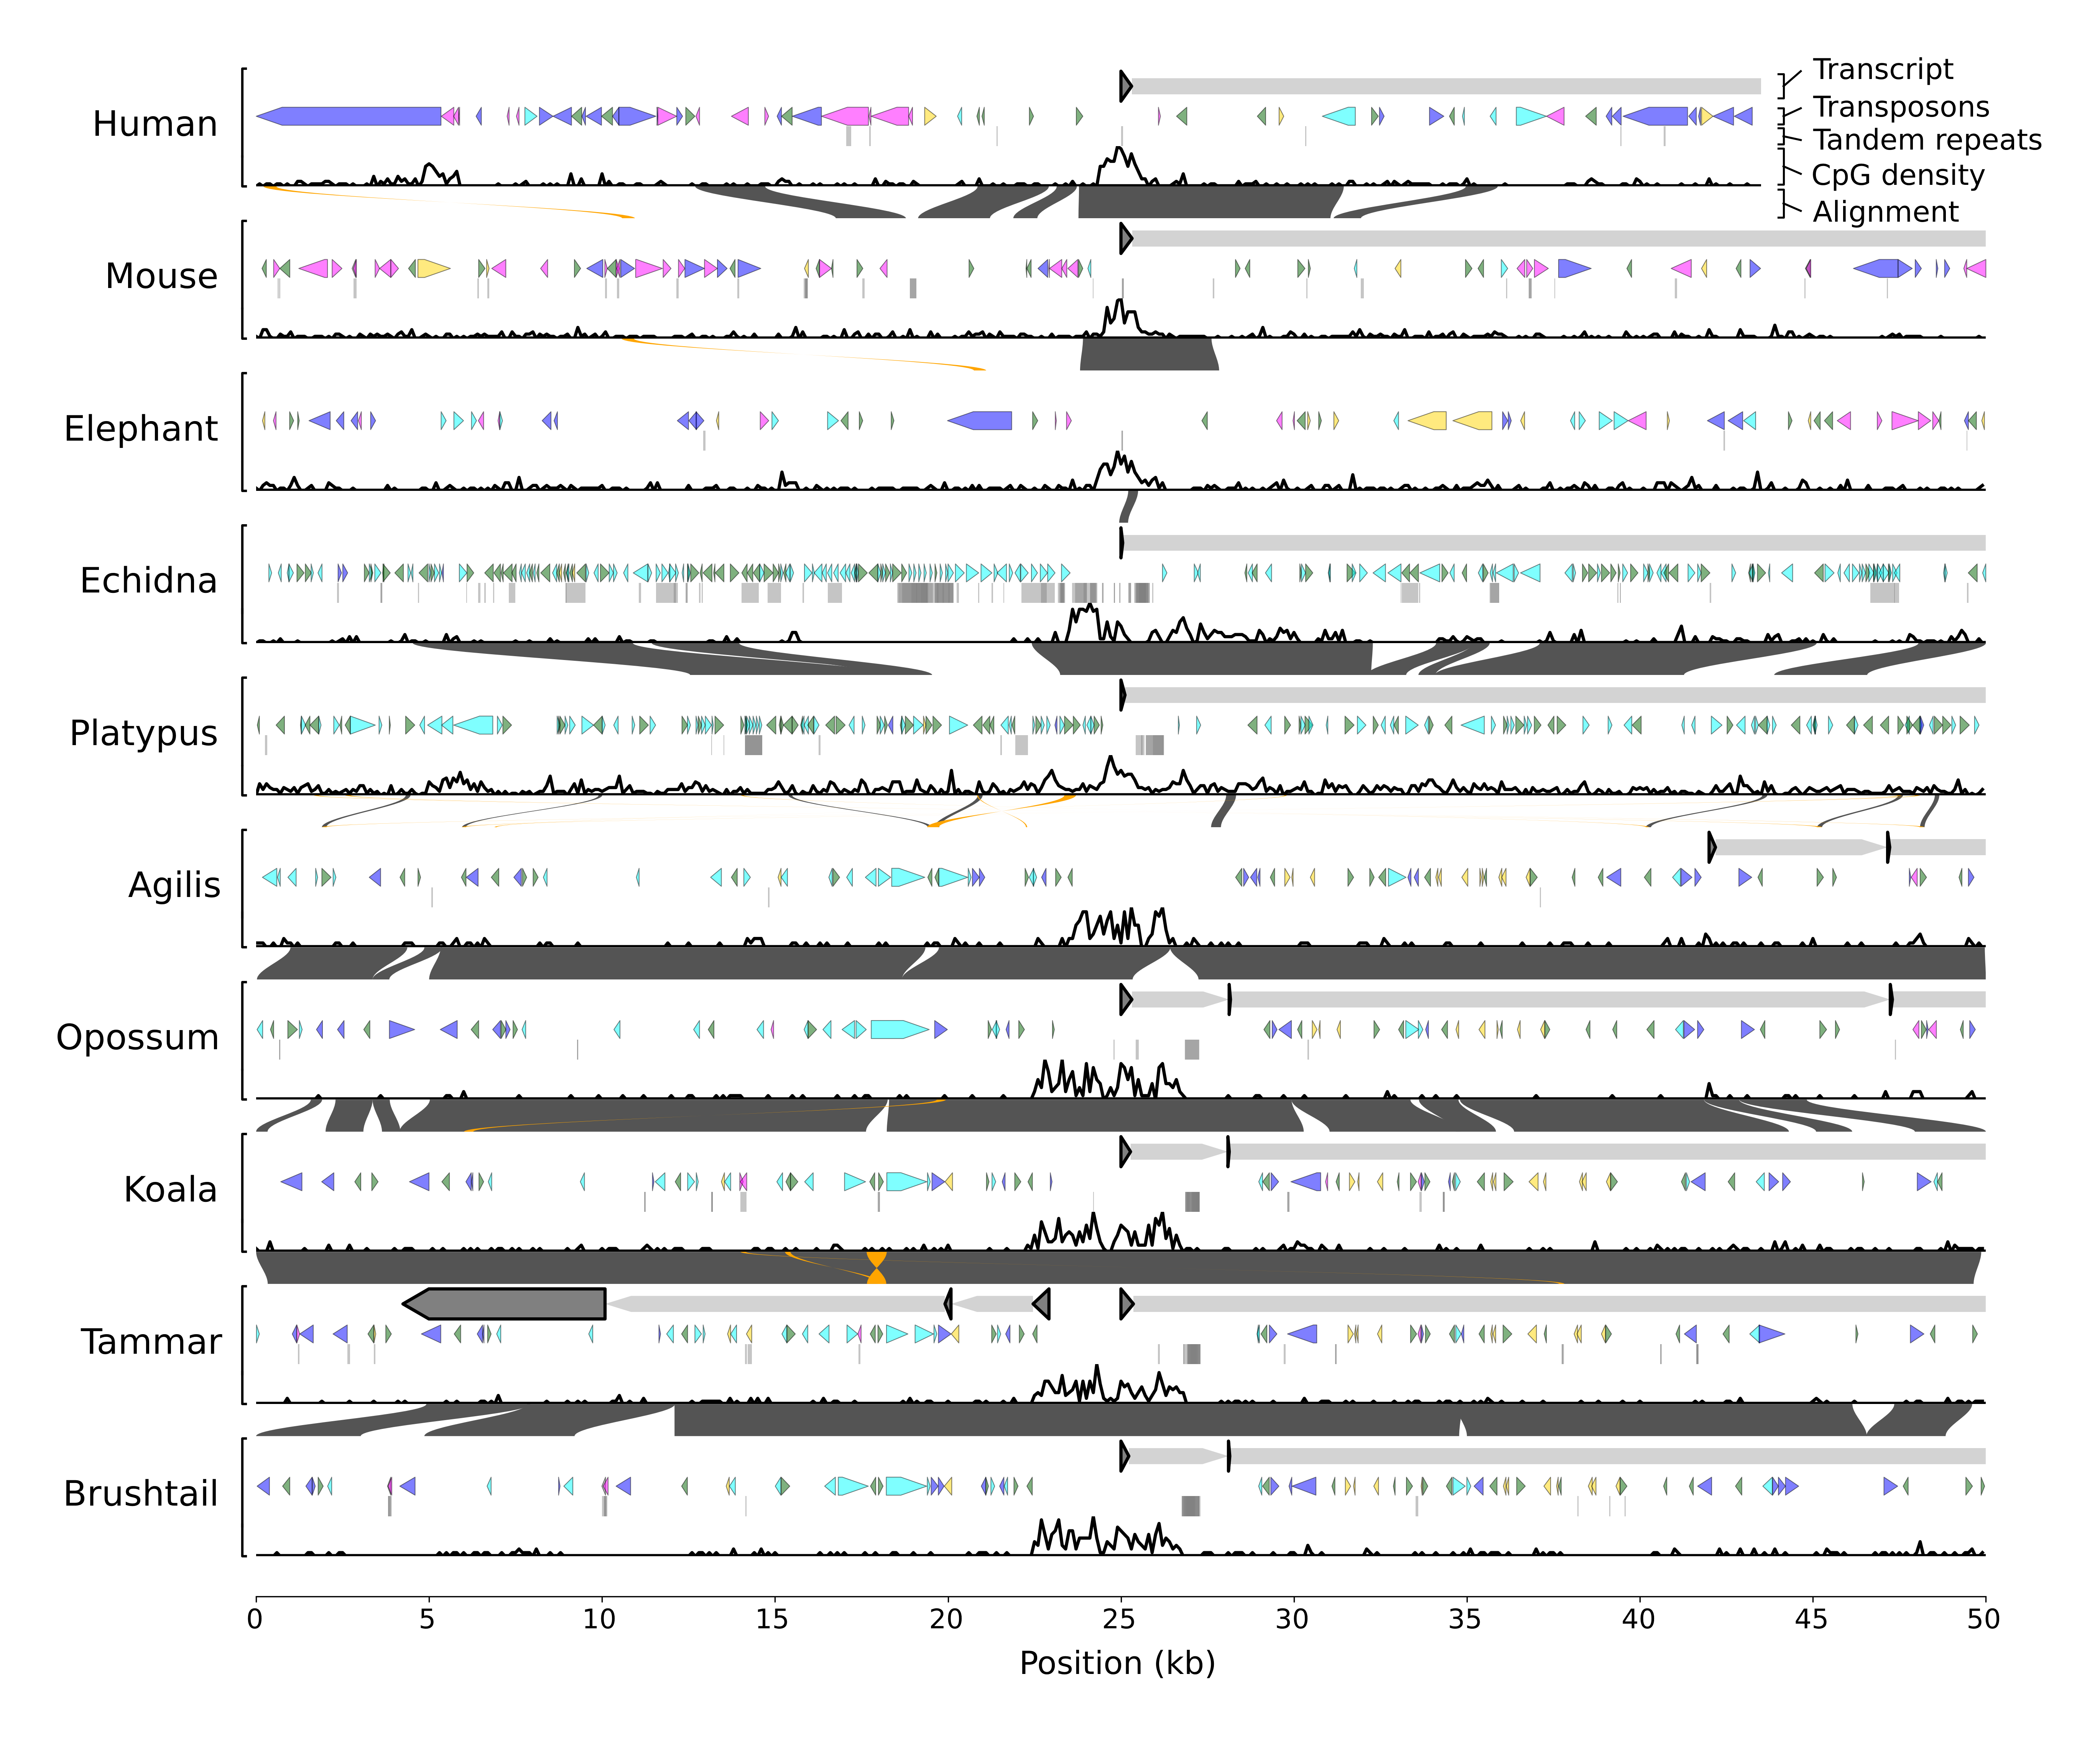 Human
Transcript
Transposons
Tandem repeats
CpG density
Alignment
Mouse
Elephant
Echidna
Platypus
Agilis
Opossum
Koala
Tammar
Brushtail
0 5 10 15 20 25 30 35 40 45 50
Position (kb)